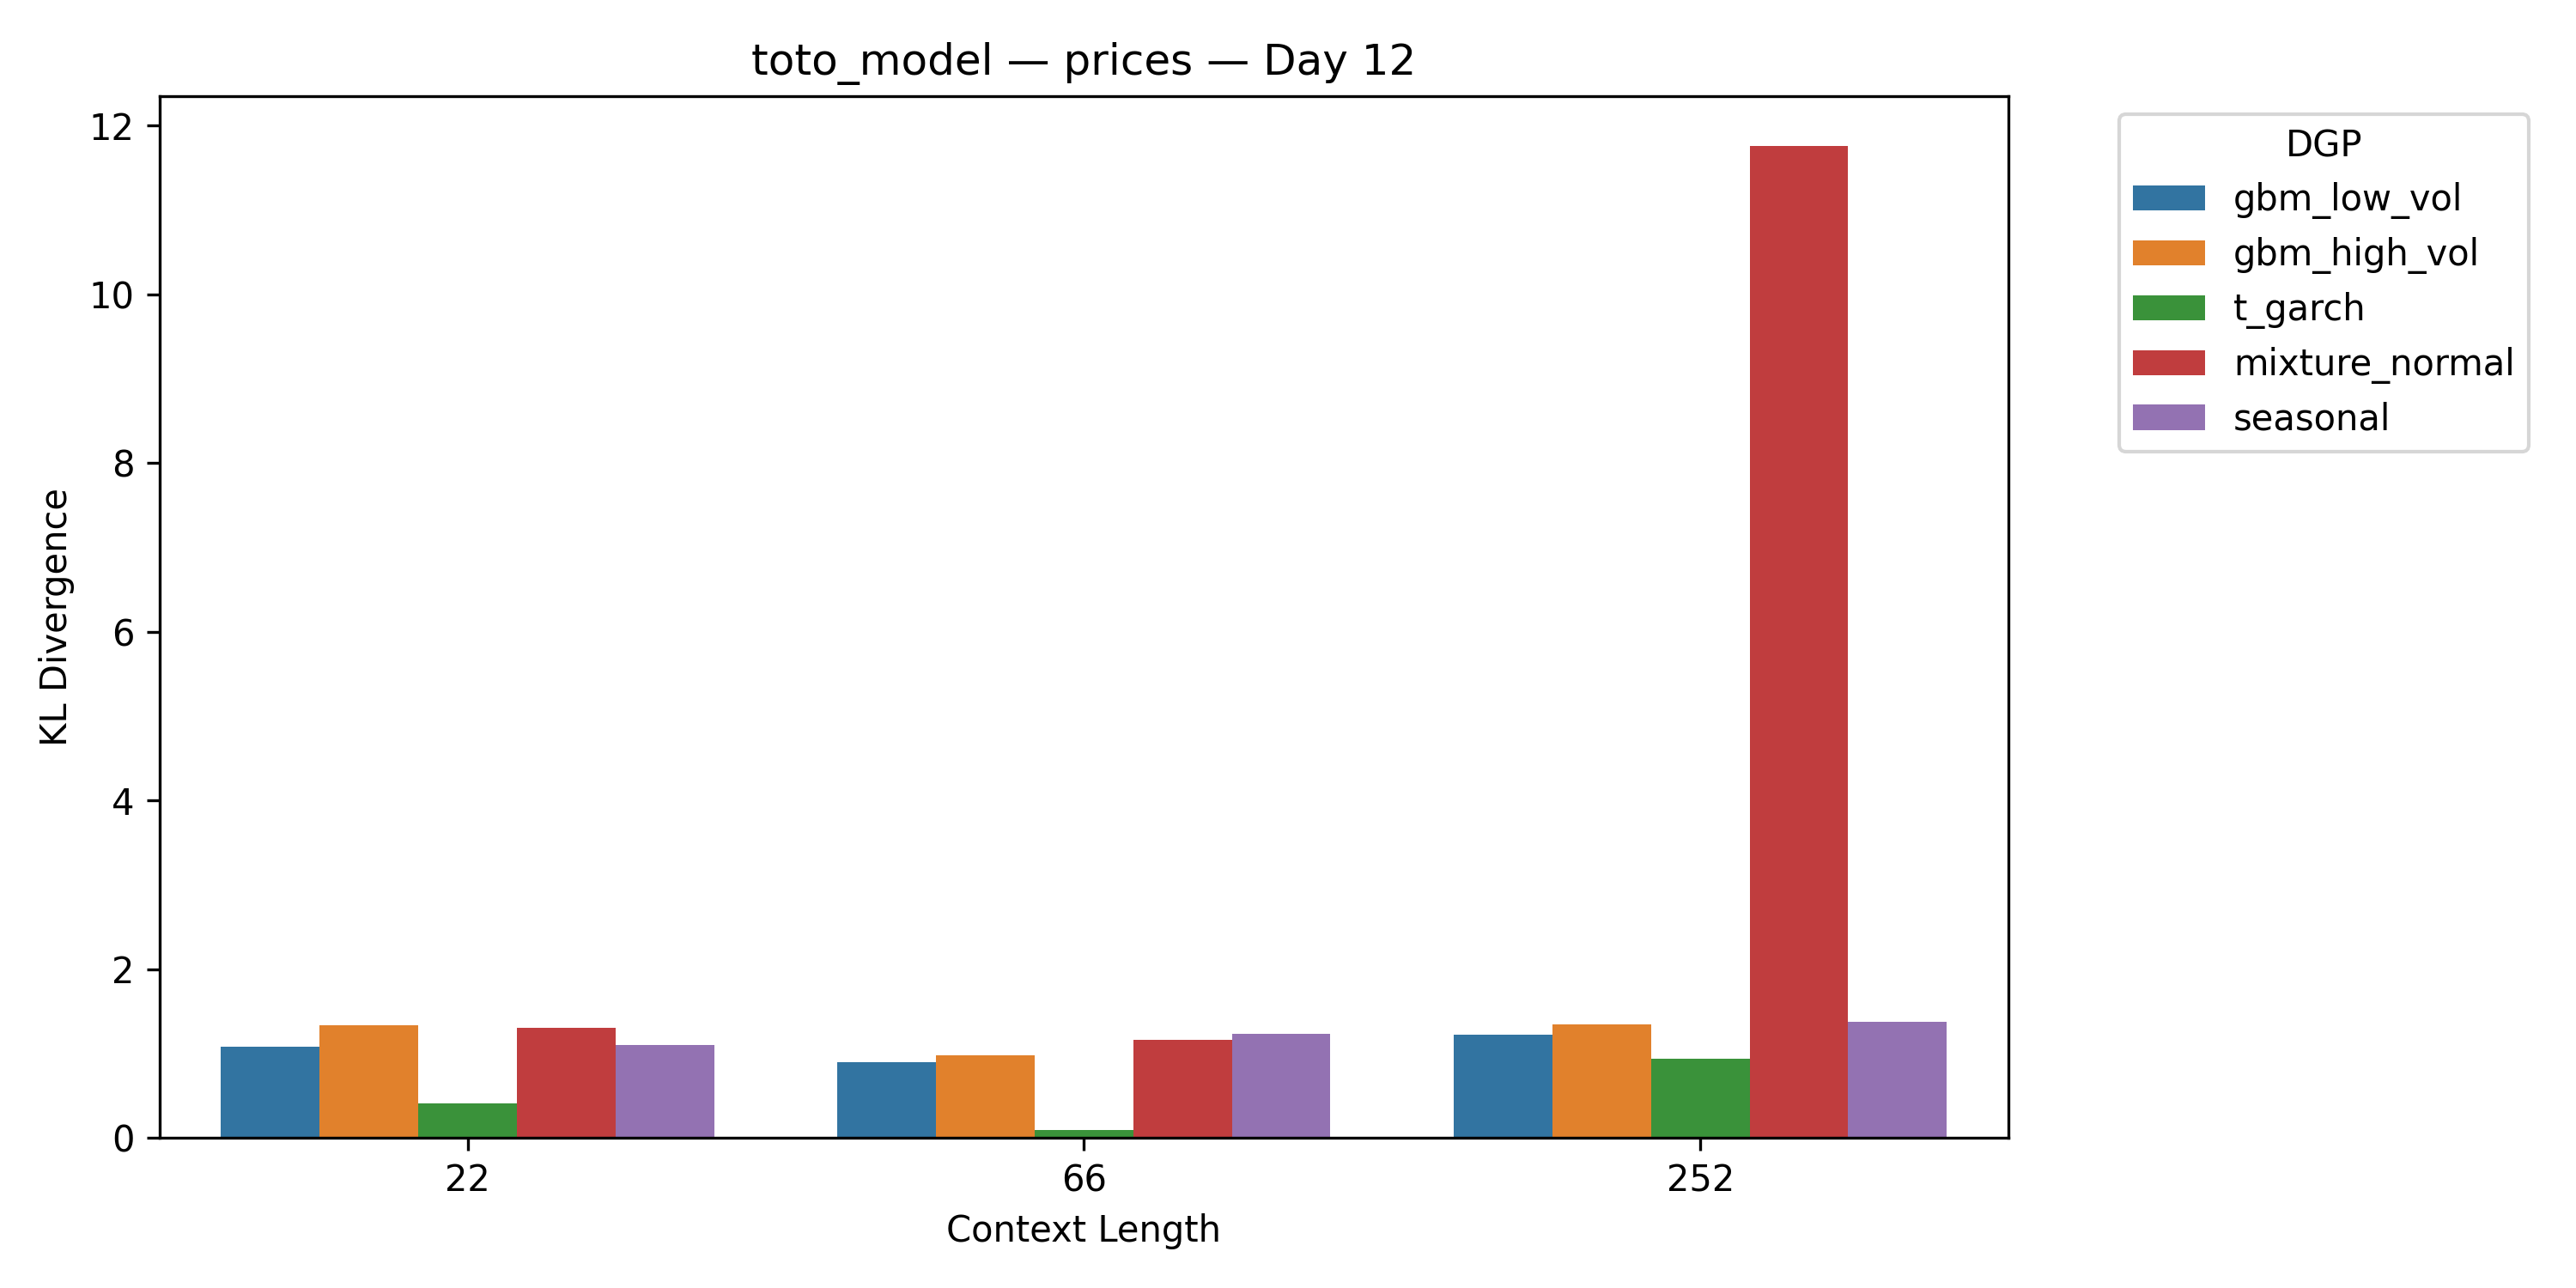 toto_model — prices — Day 12
12
10
8
6
4
2
0
KL Divergence
22
66
252
Context Length
DGP
gbm_low_vol
gbm_high_vol
t_garch
mixture_normal
seasonal